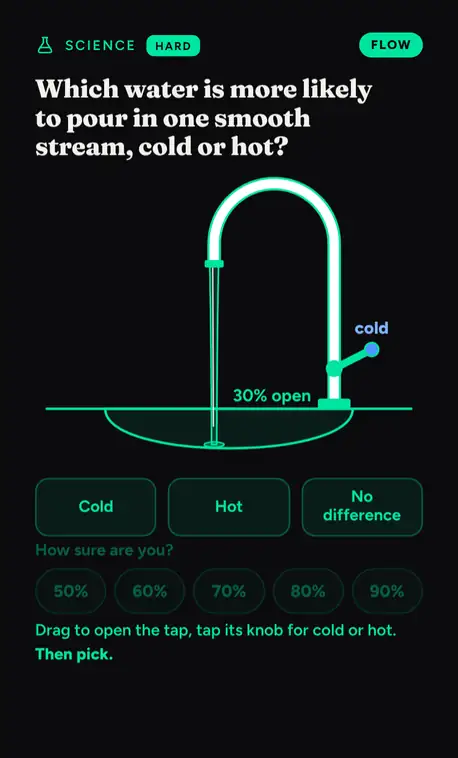 SCIENCE HARD FLOW
Which water is more likely
to pour in one smooth
stream, cold or hot?
cold
30% open
Cold
Hot
No
difference
How sure are you?
50% 60% 70% 80% 90%
Drag to open the tap, tap its knob for cold or hot.
Then pick.